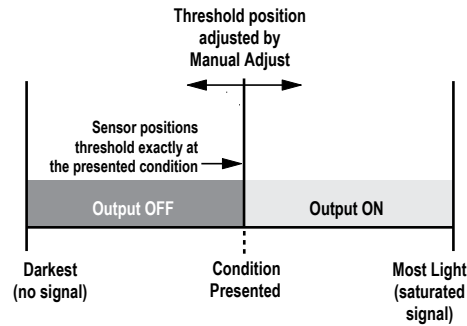 Threshold position
adjusted by
Manual Adjust
Sensor positions
threshold exactly at
the presented condition
Output OFF
Output ON
Darkest
(no signal)
Condition
Presented
Most Light
(saturated
signal)